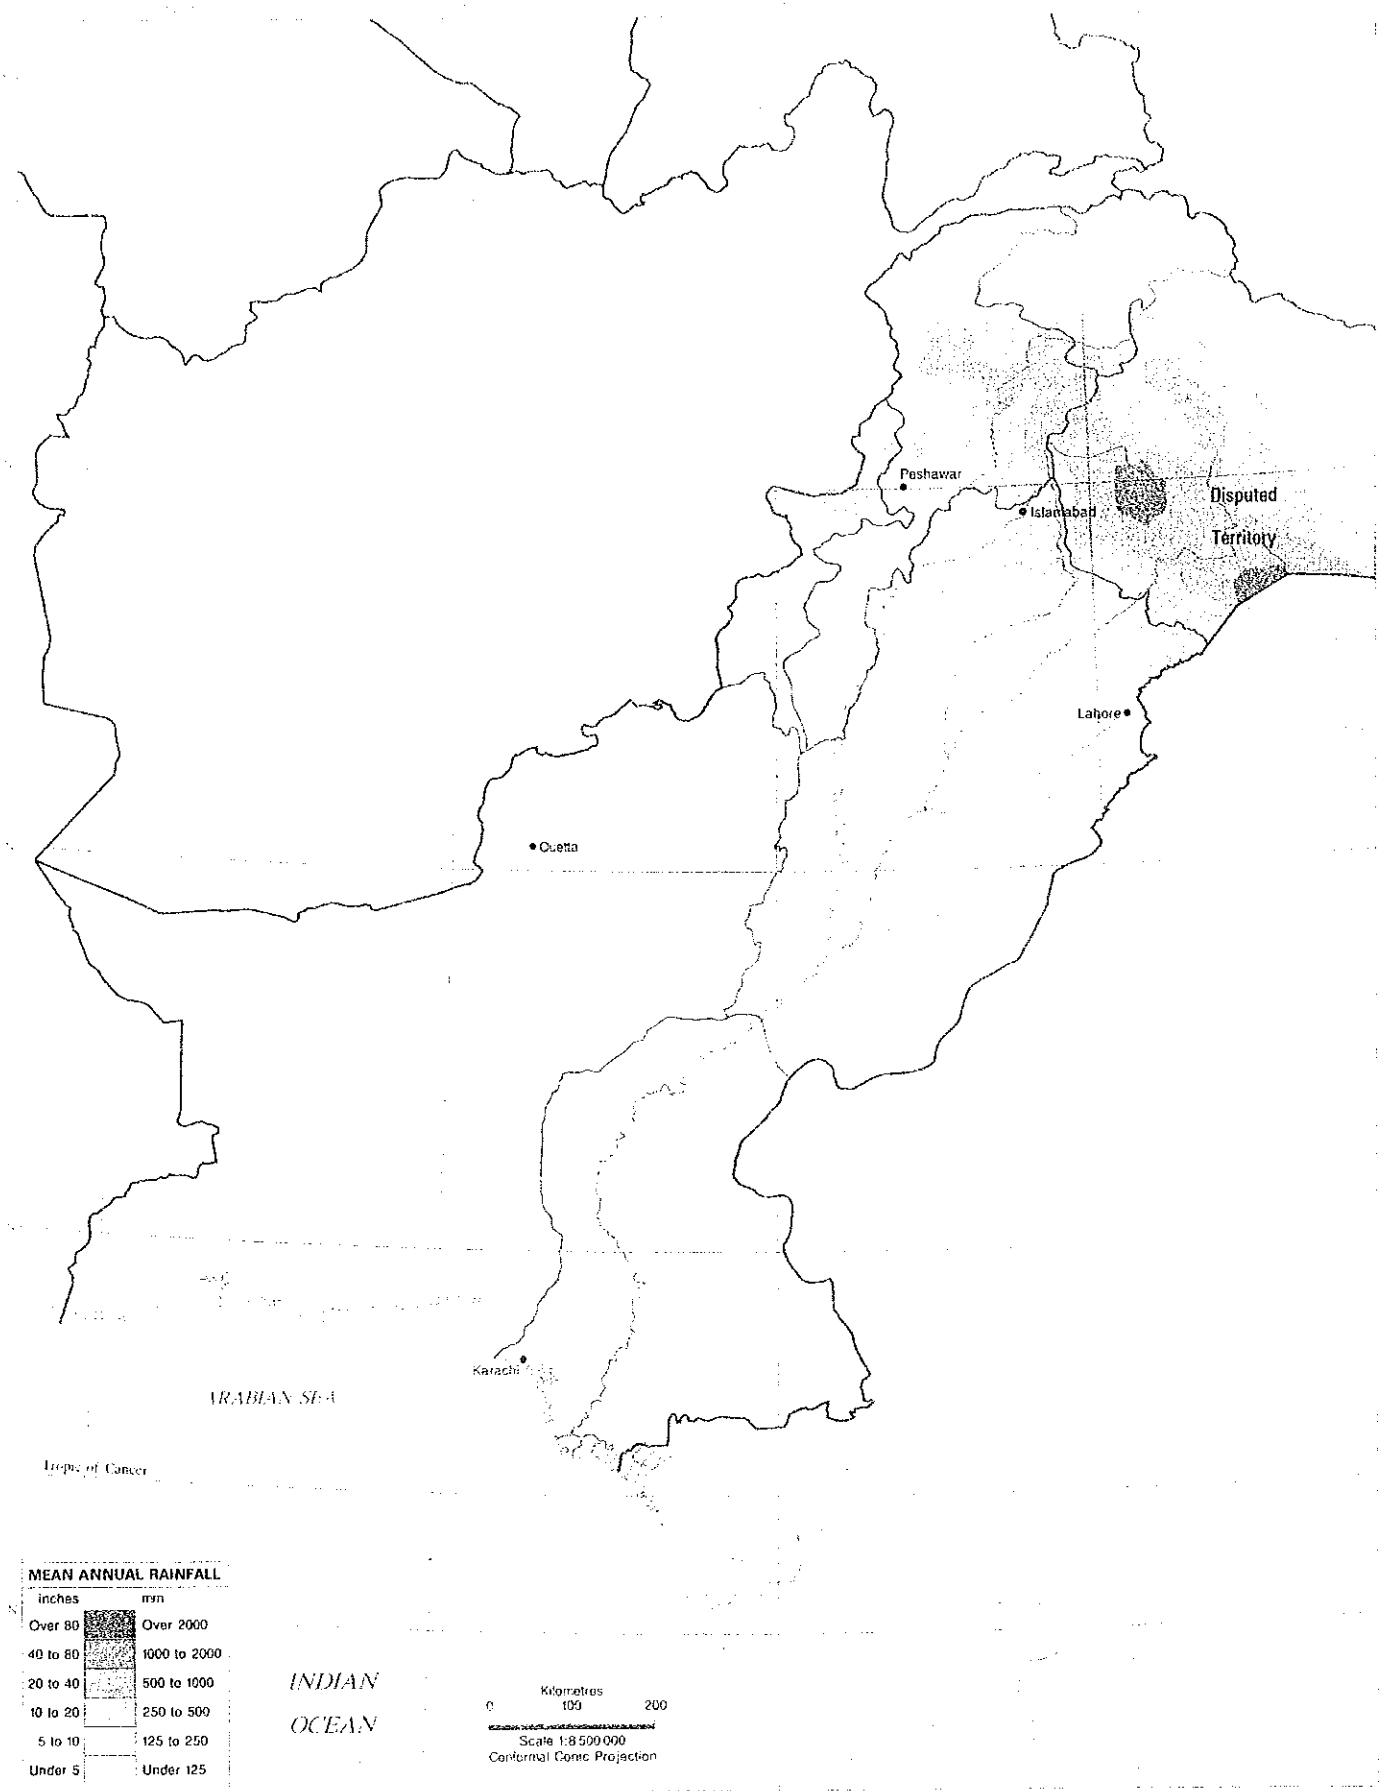 Peshawar
Islamabad
Disputed
Territory
Lahore
Quetta
Karachi
ARABIAN SEA
Tropic of Cancer
MEAN ANNUAL RAINFALL
inches mm
Over 80 Over 2000
40 to 80 1000 to 2000
20 to 40 500 to 1000
10 to 20 250 to 500
5 to 10 125 to 250
Under 5 Under 125
INDIAN
OCEAN
Kilometres
0 100 200
Scale 1:8 500 000
Conformal Conic Projection